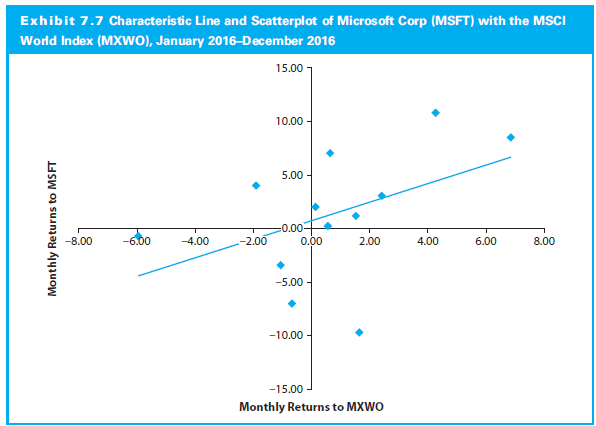 Exhibit 7.7 Characteristic Line and Scatterplot of Microsoft Corp (MSFT) with the MSCI
World Index (MXWO), January 2016–December 2016
15.00
10.00
5.00
0.00
−8.00 −6.00 −4.00 −2.00 0.00 2.00 4.00 6.00 8.00
−5.00
−10.00
−15.00
Monthly Returns to MSFT
Monthly Returns to MXWO